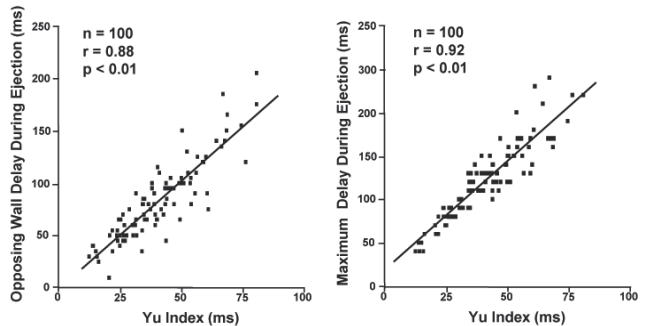 Opposing Wall Delay During Ejection (ms)
n = 100
r = 0.88
p < 0.01
250
200
150
100
50
0
0 25 50 75 100
Yu Index (ms)
Maximum Delay During Ejection (ms)
n = 100
r = 0.92
p < 0.01
250
300
200
150
100
50
0
0 25 50 75 100
Yu Index (ms)